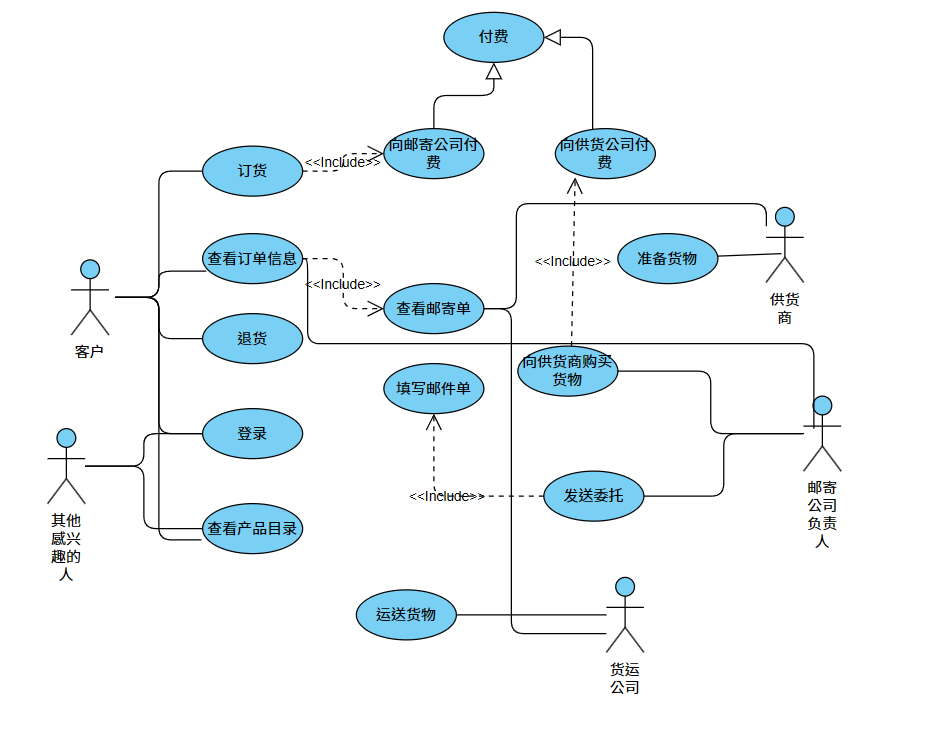 付费
向邮寄公司付
费
向供货公司付
费
订货
<<Include>>
查看订单信息
<<Include>>
准备货物
<<Include>>
查看邮寄单
供货
商
退货
客户
向供货商购买
货物
填写邮件单
登录
邮寄
公司
负责
人
<<Include>>
发送委托
其他
感兴
趣的
人
查看产品目录
运送货物
货运
公司